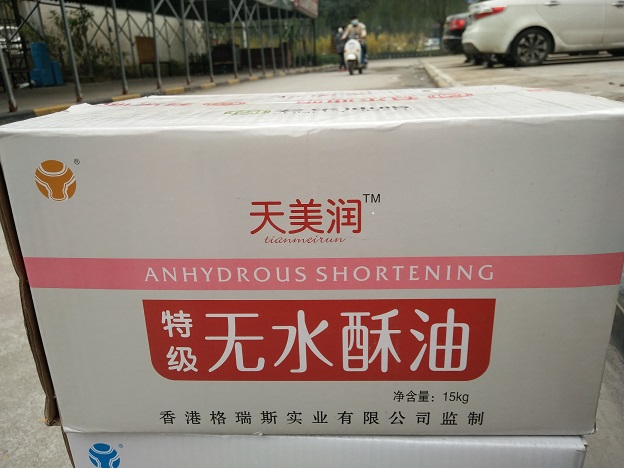 ®
天美润™
tianmeirun
ANHYDROUS SHORTENING
特级 无水酥油
净含量：15kg
香港格瑞斯实业有限公司监制